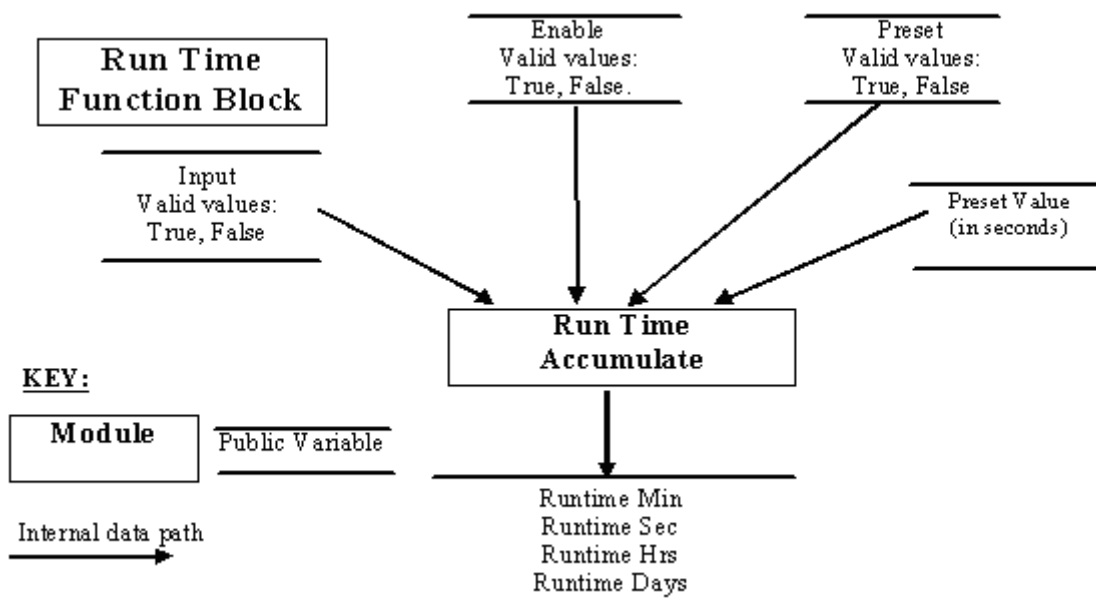 Run Time
Function Block
Enable
Valid values:
True, False.
Preset
Valid values:
True, False
Input
Valid values:
True, False
Preset Value
(in seconds)
Run Time
Accumulate
KEY:
Module
Public Variable
Internal data path
Runtime Min
Runtime Sec
Runtime Hrs
Runtime Days